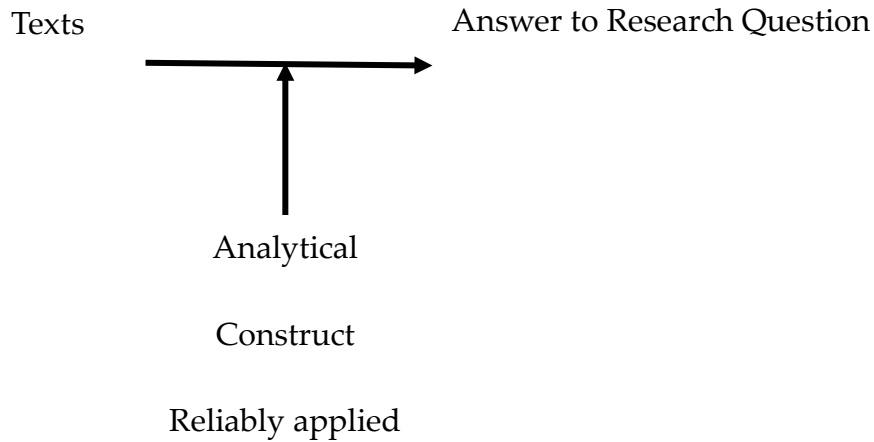 Texts
Answer to Research Question
Analytical
Construct
Reliably applied